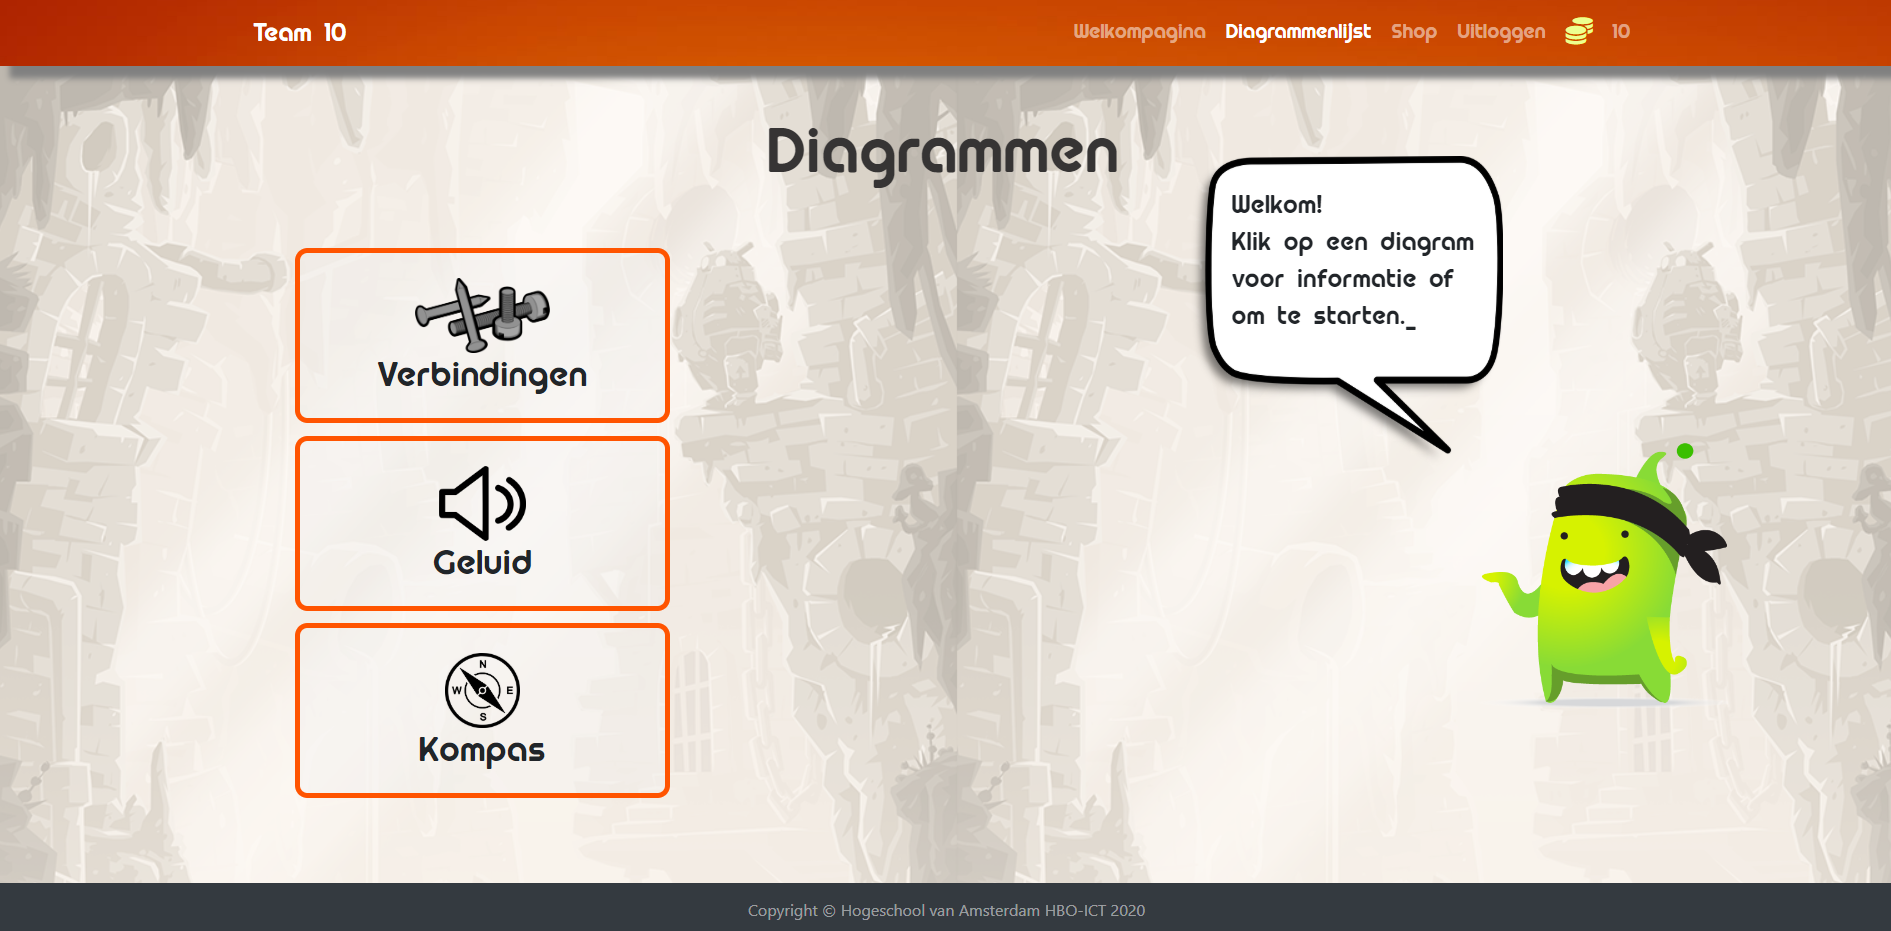 Team 10
Welkompagina Diagrammenlijst Shop Uitloggen 10
Diagrammen
Welkom!
Klik op een diagram
voor informatie of
om te starten._
Verbindingen
Geluid
N
W E
S
Kompas
Copyright © Hogeschool van Amsterdam HBO-ICT 2020